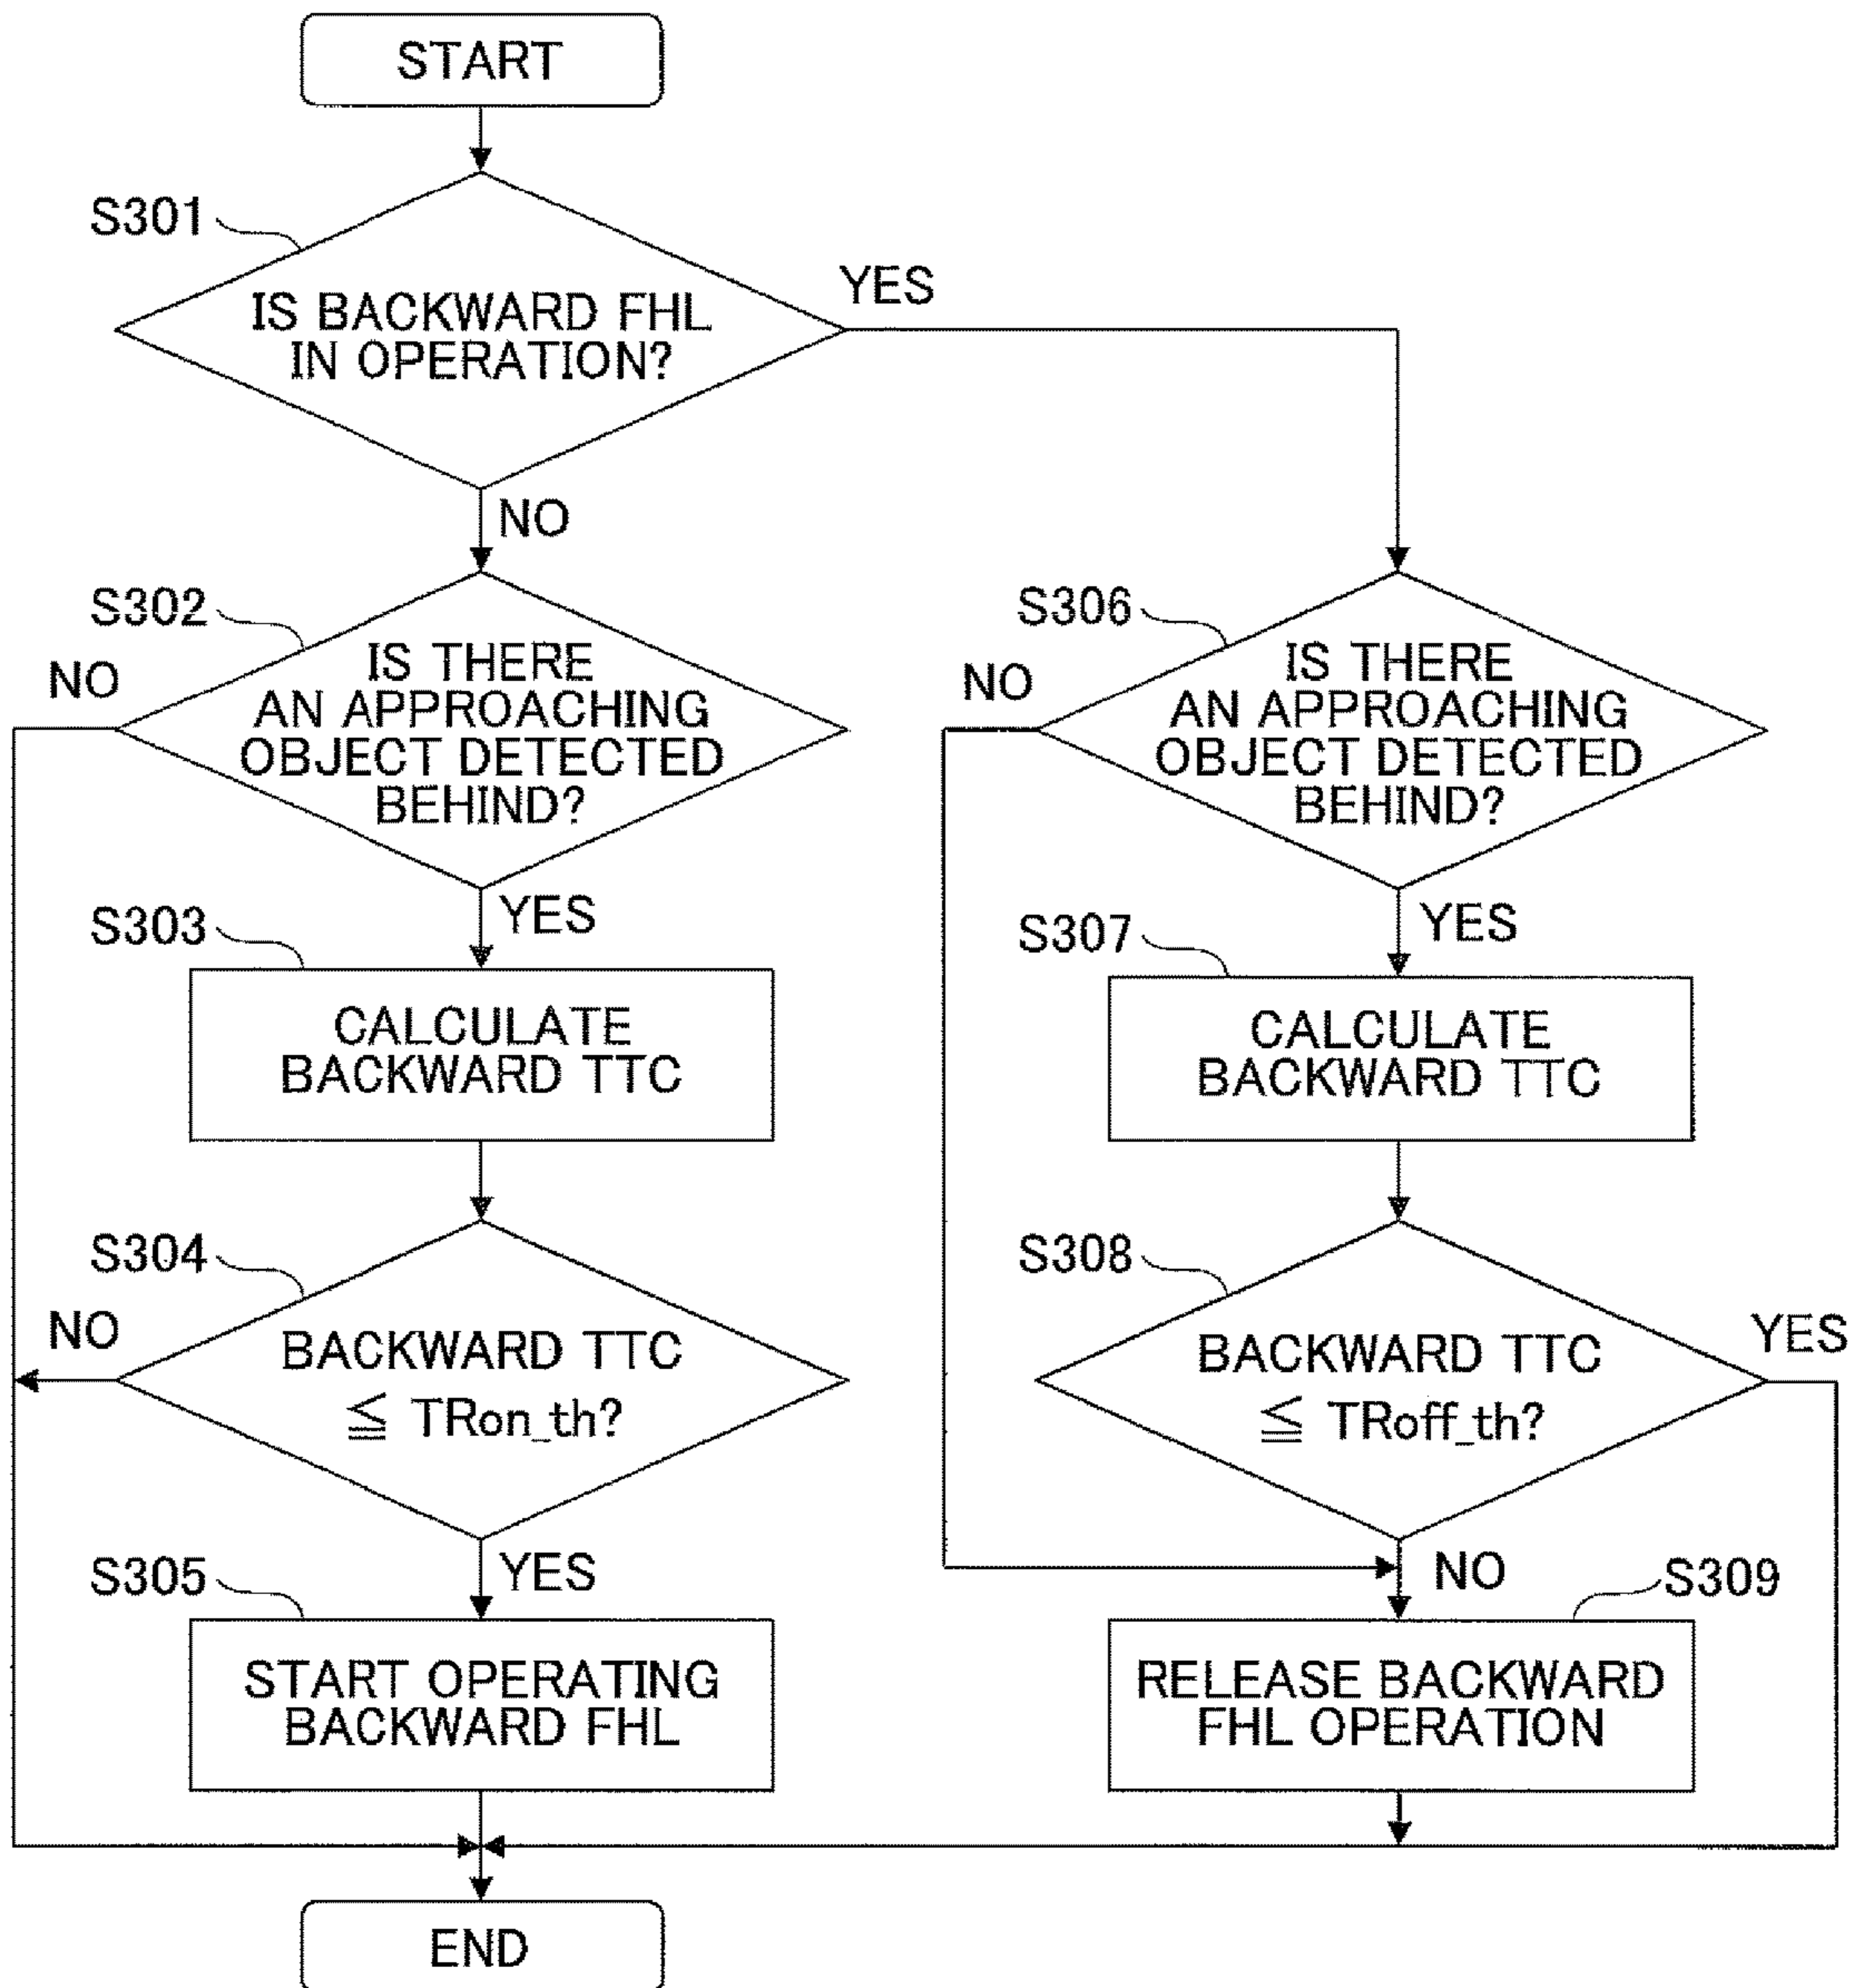 START
S301
IS BACKWARD FHL
IN OPERATION?
YES
NO
S302
IS THERE
AN APPROACHING
OBJECT DETECTED
BEHIND?
NO
YES
S303
CALCULATE
BACKWARD TTC
S304
BACKWARD TTC
≦ TRon_th?
NO
YES
S305
START OPERATING
BACKWARD FHL
S306
IS THERE
AN APPROACHING
OBJECT DETECTED
BEHIND?
NO
YES
S307
CALCULATE
BACKWARD TTC
S308
BACKWARD TTC
≦ TRoff_th?
YES
NO
S309
RELEASE BACKWARD
FHL OPERATION
END